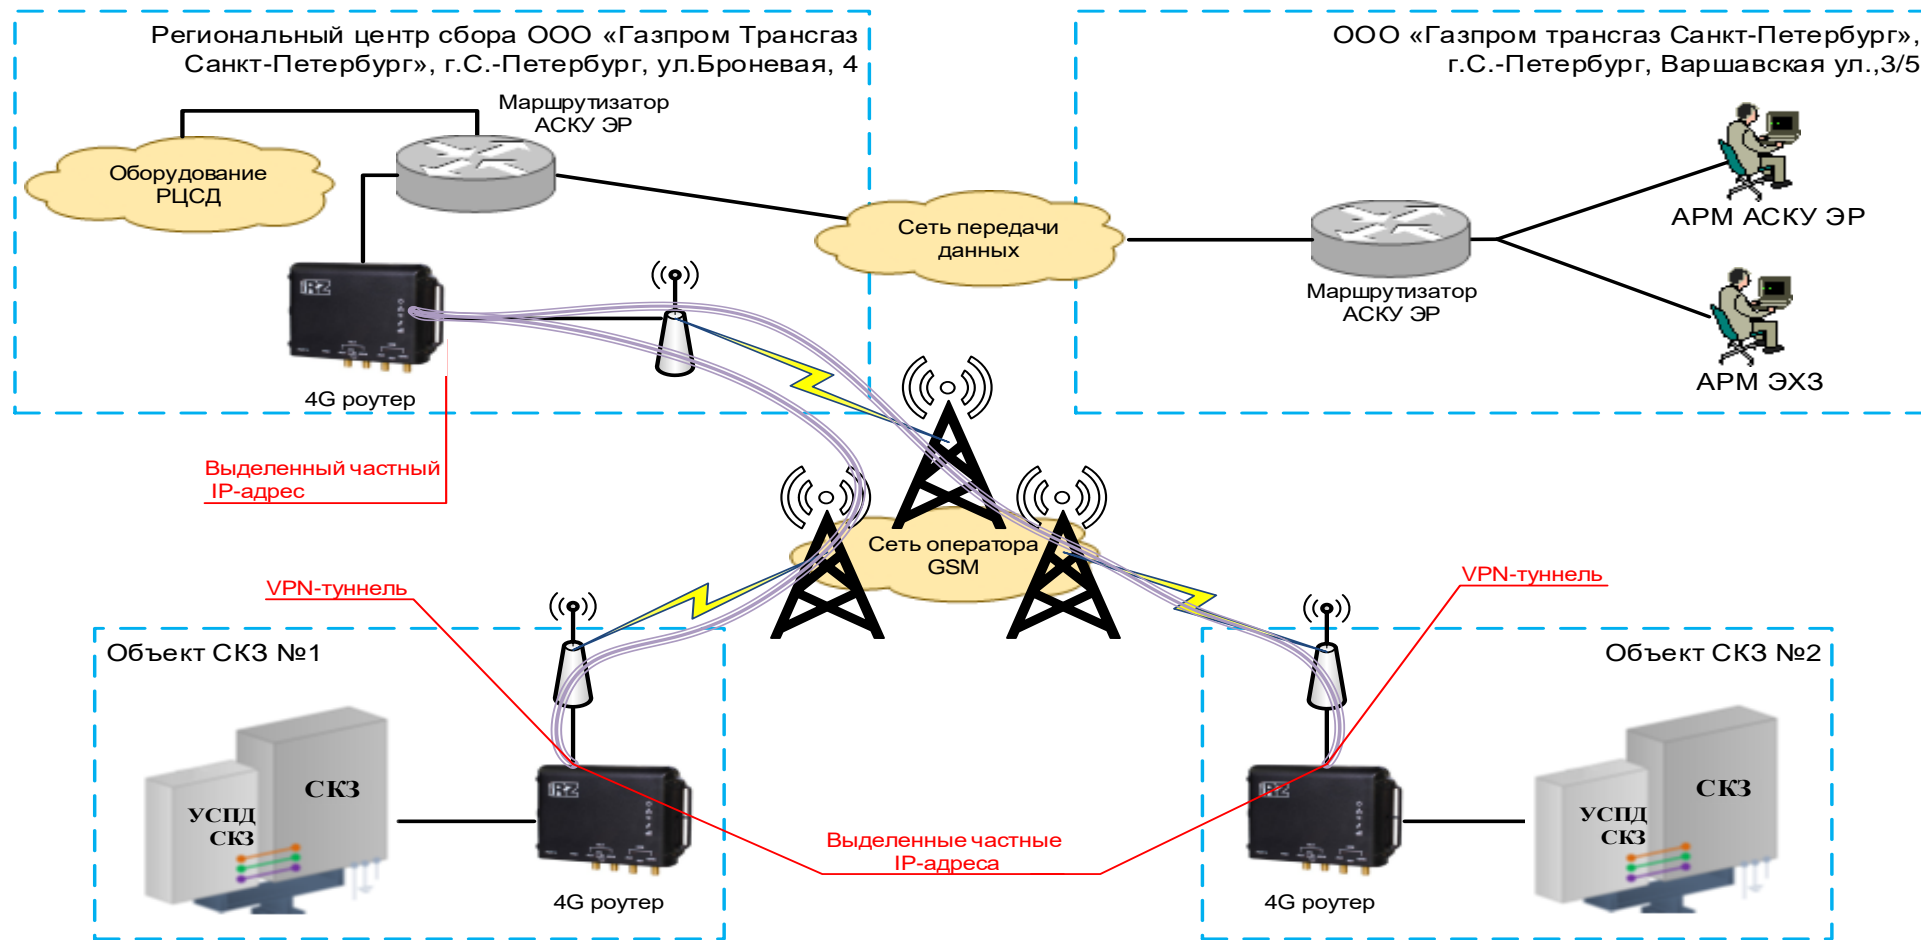 Региональный центр сбора ООО «Газпром Трансгаз
Санкт-Петербург», г.С.-Петербург, ул.Броневая, 4
ООО «Газпром трансгаз Санкт-Петербург»,
г.С.-Петербург, Варшавская ул.,3/5
Маршрутизатор
АСКУ ЭР
Оборудование
РЦСД
Сеть передачи
данных
АРМ АСКУ ЭР
Маршрутизатор
АСКУ ЭР
АРМ ЭХЗ
iRZ
4G роутер
Выделенный частный
IP-адрес
Сеть оператора
GSM
VPN-туннель
VPN-туннель
Объект СКЗ №1
Объект СКЗ №2
СКЗ
УСПД
СКЗ
iRZ
4G роутер
Выделенные частные
IP-адреса
iRZ
4G роутер
СКЗ
УСПД
СКЗ